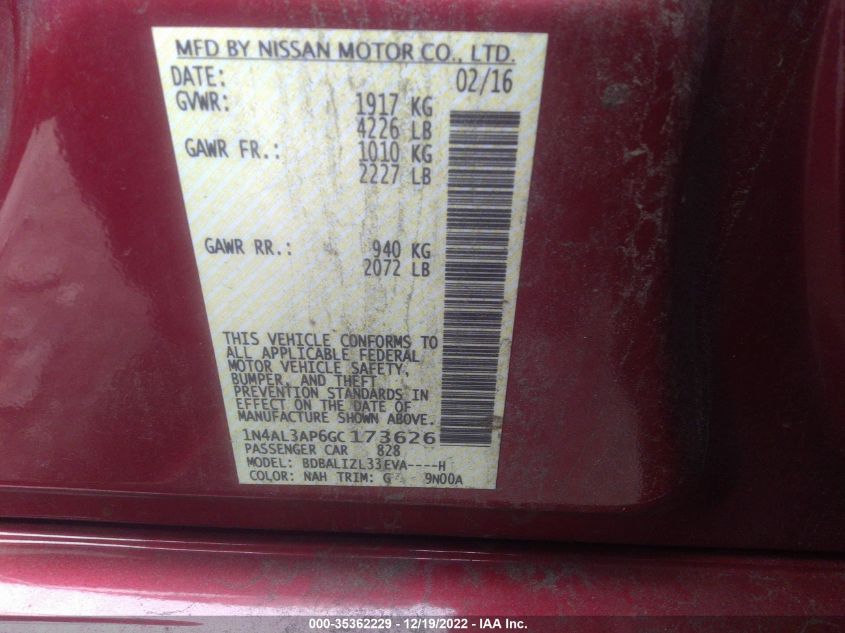 MFD BY NISSAN MOTOR CO., LTD.
DATE: 02/16
GVWR: 1917 KG
4226 LB
GAWR FR.: 1010 KG
2227 LB
GAWR RR.: 940 KG
2072 LB
THIS VEHICLE CONFORMS TO
ALL APPLICABLE FEDERAL
MOTOR VEHICLE SAFETY,
BUMPER, AND THEFT
PREVENTION STANDARDS IN
EFFECT ON THE DATE OF
MANUFACTURE SHOWN ABOVE.
1N4AL3AP6GC173626
PASSENGER CAR 828
MODEL: BDBALIZL33EVA----H
COLOR: NAH TRIM: G 9N00A
000-35362229 - 12/19/2022 - IAA Inc.